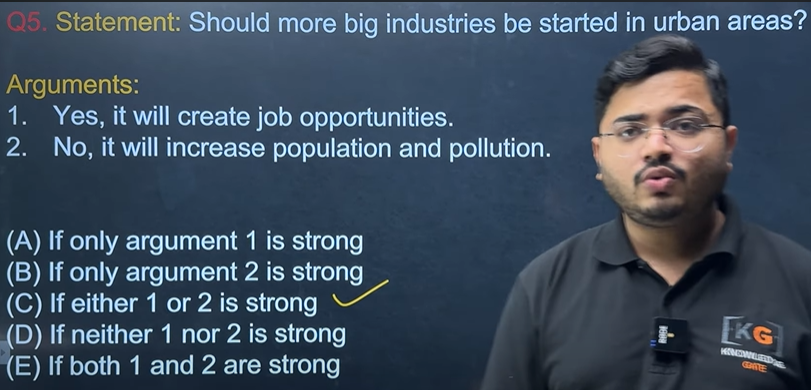 Q5. Statement: Should more big industries be started in urban areas?
Arguments:
1. Yes, it will create job opportunities.
2. No, it will increase population and pollution.
(A) If only argument 1 is strong
(B) If only argument 2 is strong
(C) If either 1 or 2 is strong
(D) If neither 1 nor 2 is strong
(E) If both 1 and 2 are strong
KG
KNOWLEDGE
GATE